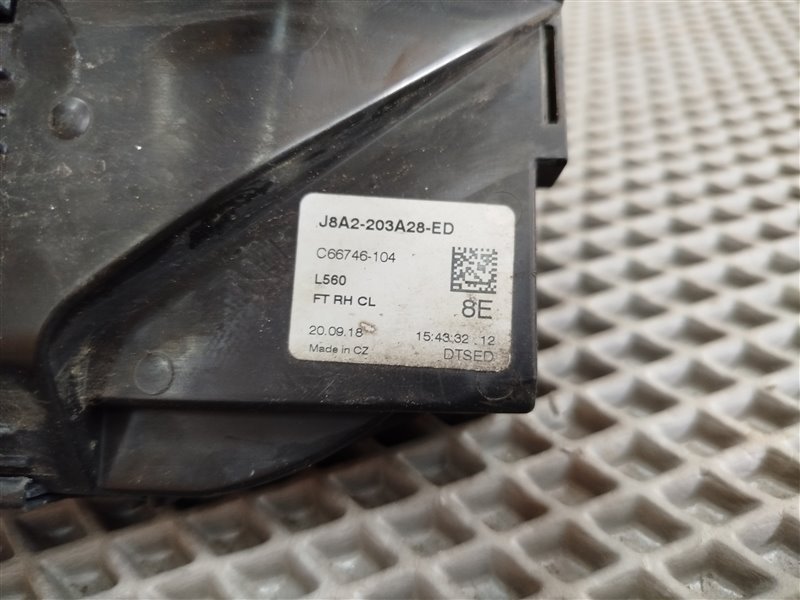 J8A2-203A28-ED
C66746-104
L560
FT RH CL
8E
20.09.18 15:43:32 .12
Made in CZ DTSED